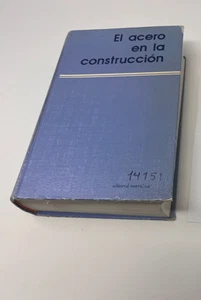 El acero
en la
construcción
14151